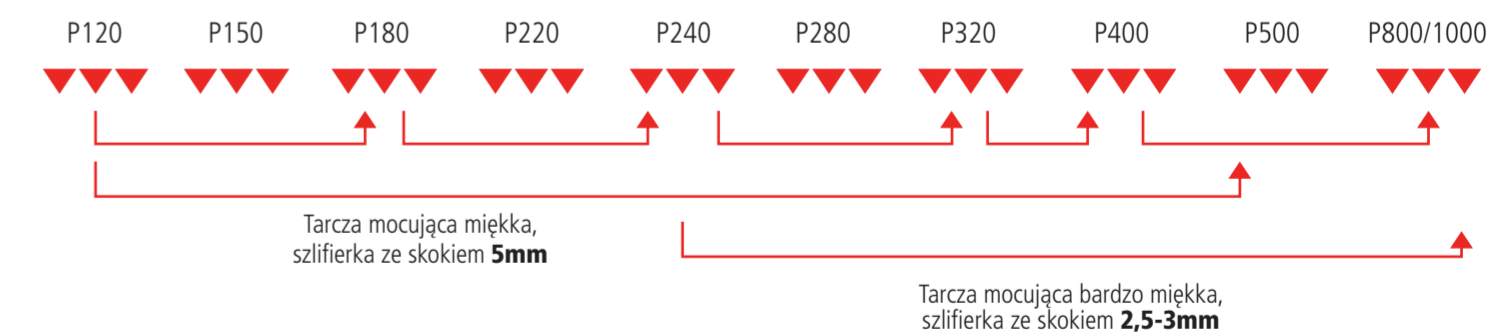 P120 P150 P180 P220 P240 P280 P320 P400 P500 P800/1000
Tarcza mocująca miękka,
szlifierka ze skokiem 5mm
Tarcza mocująca bardzo miękka,
szlifierka ze skokiem 2,5-3mm